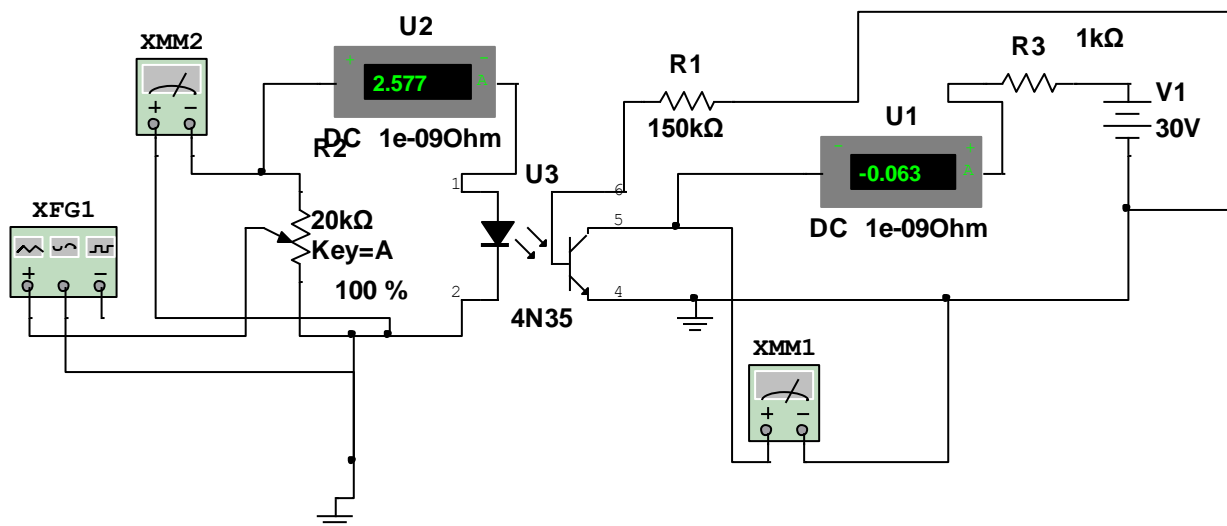 U2
XMM2
+ −
2.577 A
DC 1e-09Ohm
R2
+ −
XFG1
+ −
20kΩ
Key=A
100 %
1
2
U3
4N35
6
5
4
R1
150kΩ
U1
− +
-0.063 A
DC 1e-09Ohm
R3
1kΩ
V1
30V
XMM1
+ −